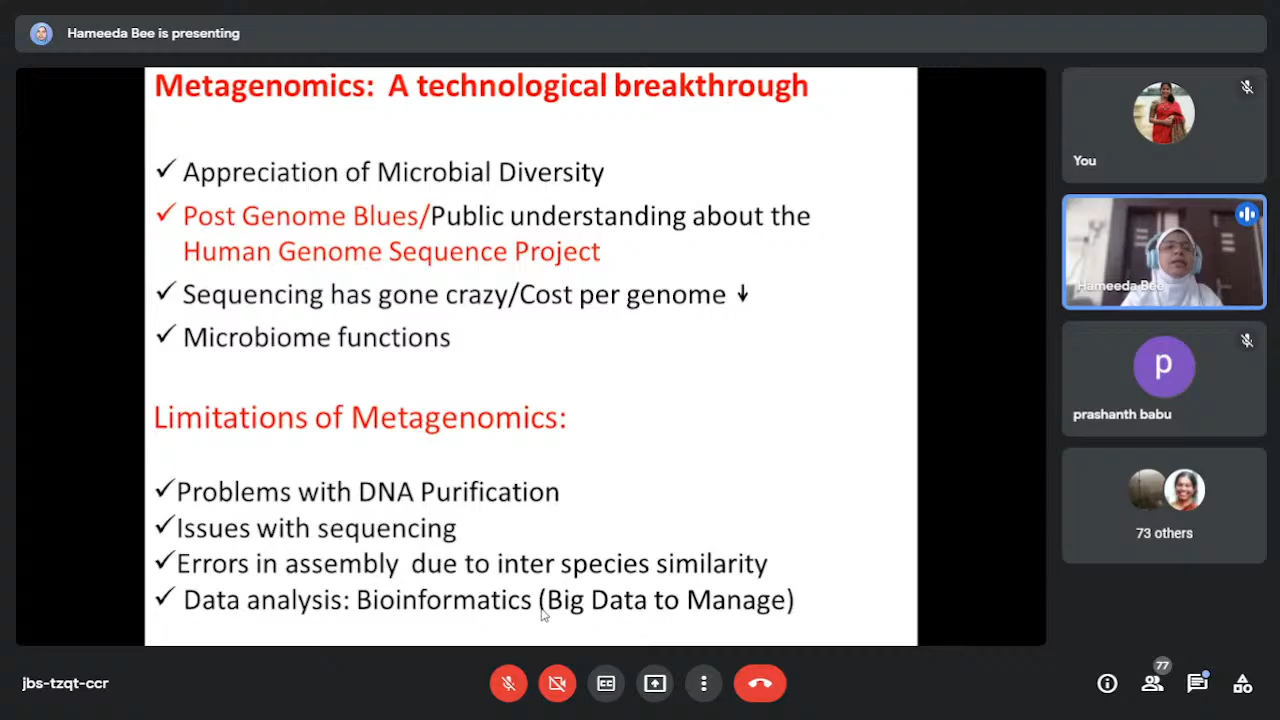 Hameeda Bee is presenting
Metagenomics: A technological breakthrough
✓ Appreciation of Microbial Diversity
✓ Post Genome Blues/Public understanding about the
Human Genome Sequence Project
✓ Sequencing has gone crazy/Cost per genome ↓
✓ Microbiome functions
Limitations of Metagenomics:
✓Problems with DNA Purification
✓Issues with sequencing
✓Errors in assembly due to inter species similarity
✓ Data analysis: Bioinformatics (Big Data to Manage)
You
Hameeda Bee
p
prashanth babu
73 others
jbs-tzqt-ccr
CC
77